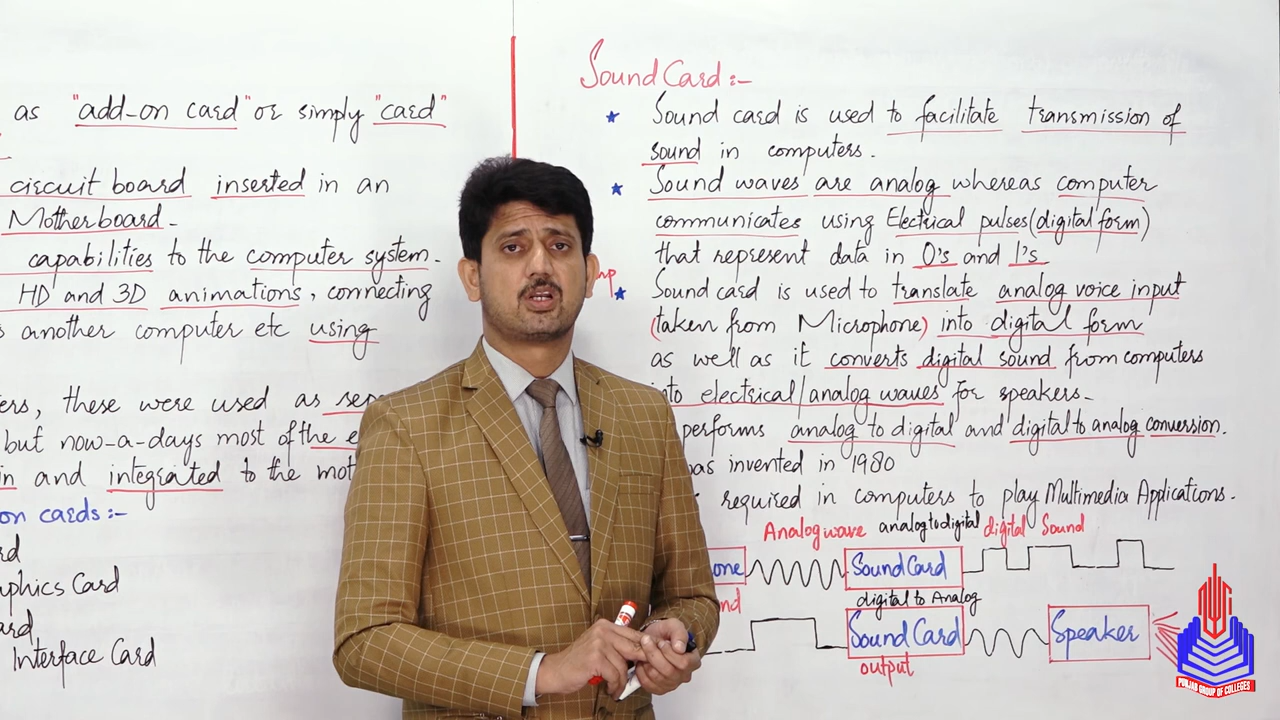 as "add-on card" or simply "card"
circuit board inserted in an
Motherboard-
capabilities to the computer system.
HD and 3D animations, connecting
another computer etc using
these were used as
but now-a-days most of the
and integrated to the
on cards:-
Card
Interface Card
Sound Card:-
Sound card is used to facilitate transmission of
sound in computers.
Sound waves are analog whereas computer
communicates using Electrical pulses(digital form)
that represent data in 0's and 1's
Sound card is used to translate analog voice input
(taken from Microphone) into digital form
as well as it converts digital sound from computers
electrical/analog waves for speakers-
performs analog to digital and digital to analog conversion.
invented in 1980
required in computers to play Multimedia Applications.
Analog wave analog to digital digital Sound
Sound Card
digital to Analog
Sound Card Speaker
output
PUNJAB GROUP OF COLLEGES